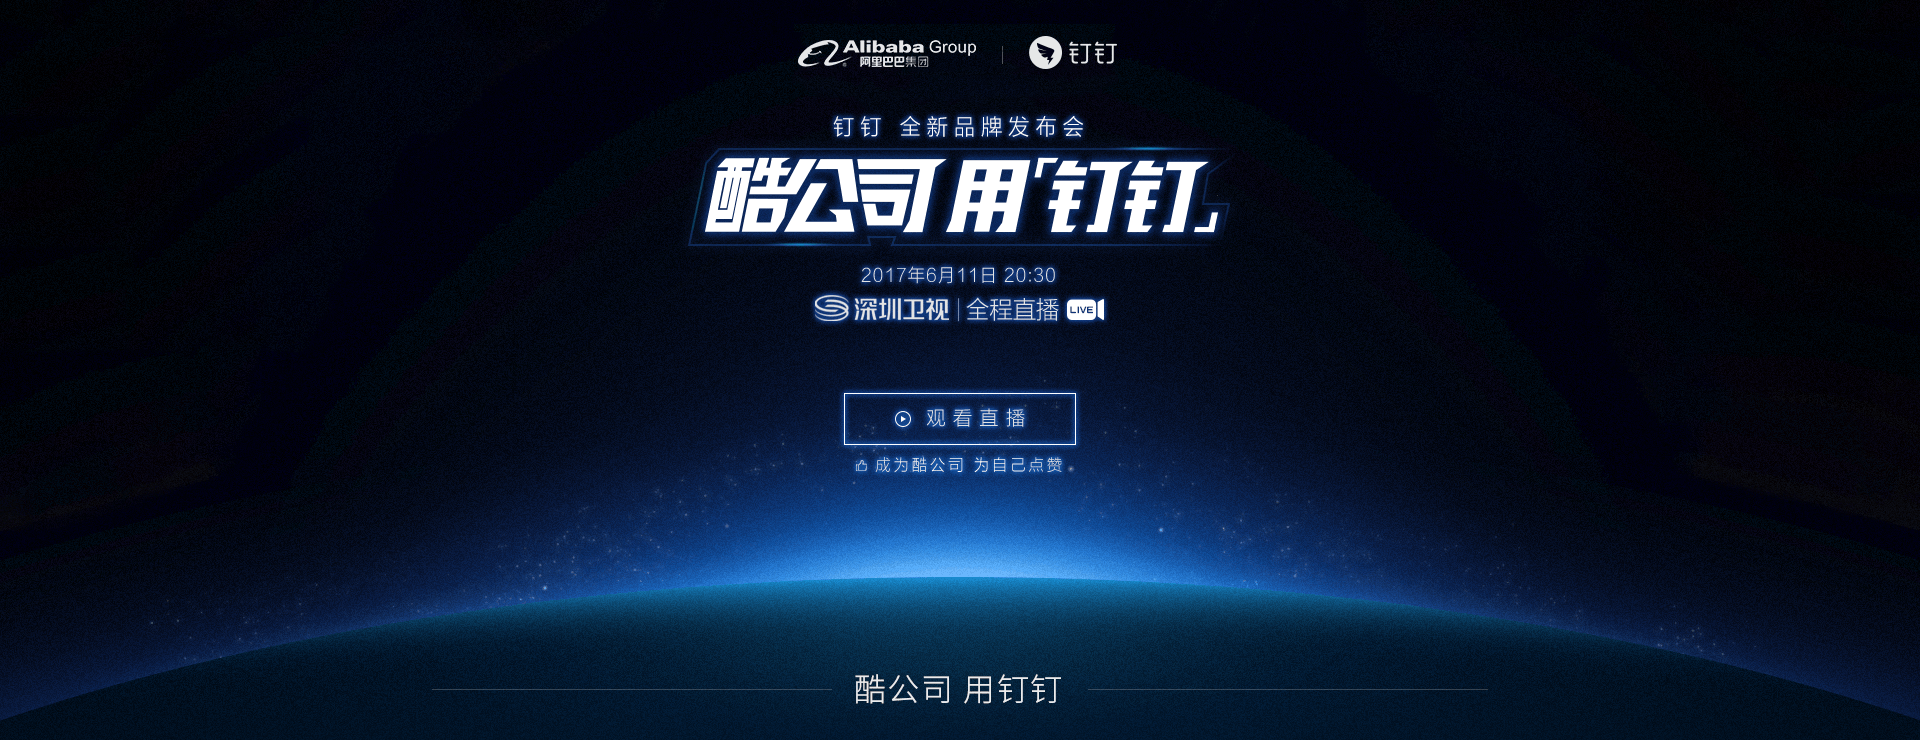 Alibaba Group 钉钉
阿里巴巴集团
钉钉 全新品牌发布会
酷公司 用「钉钉」
2017年6月11日 20:30
深圳卫视 全程直播 LIVE
观看直播
成为酷公司 为自己点赞
酷公司 用钉钉